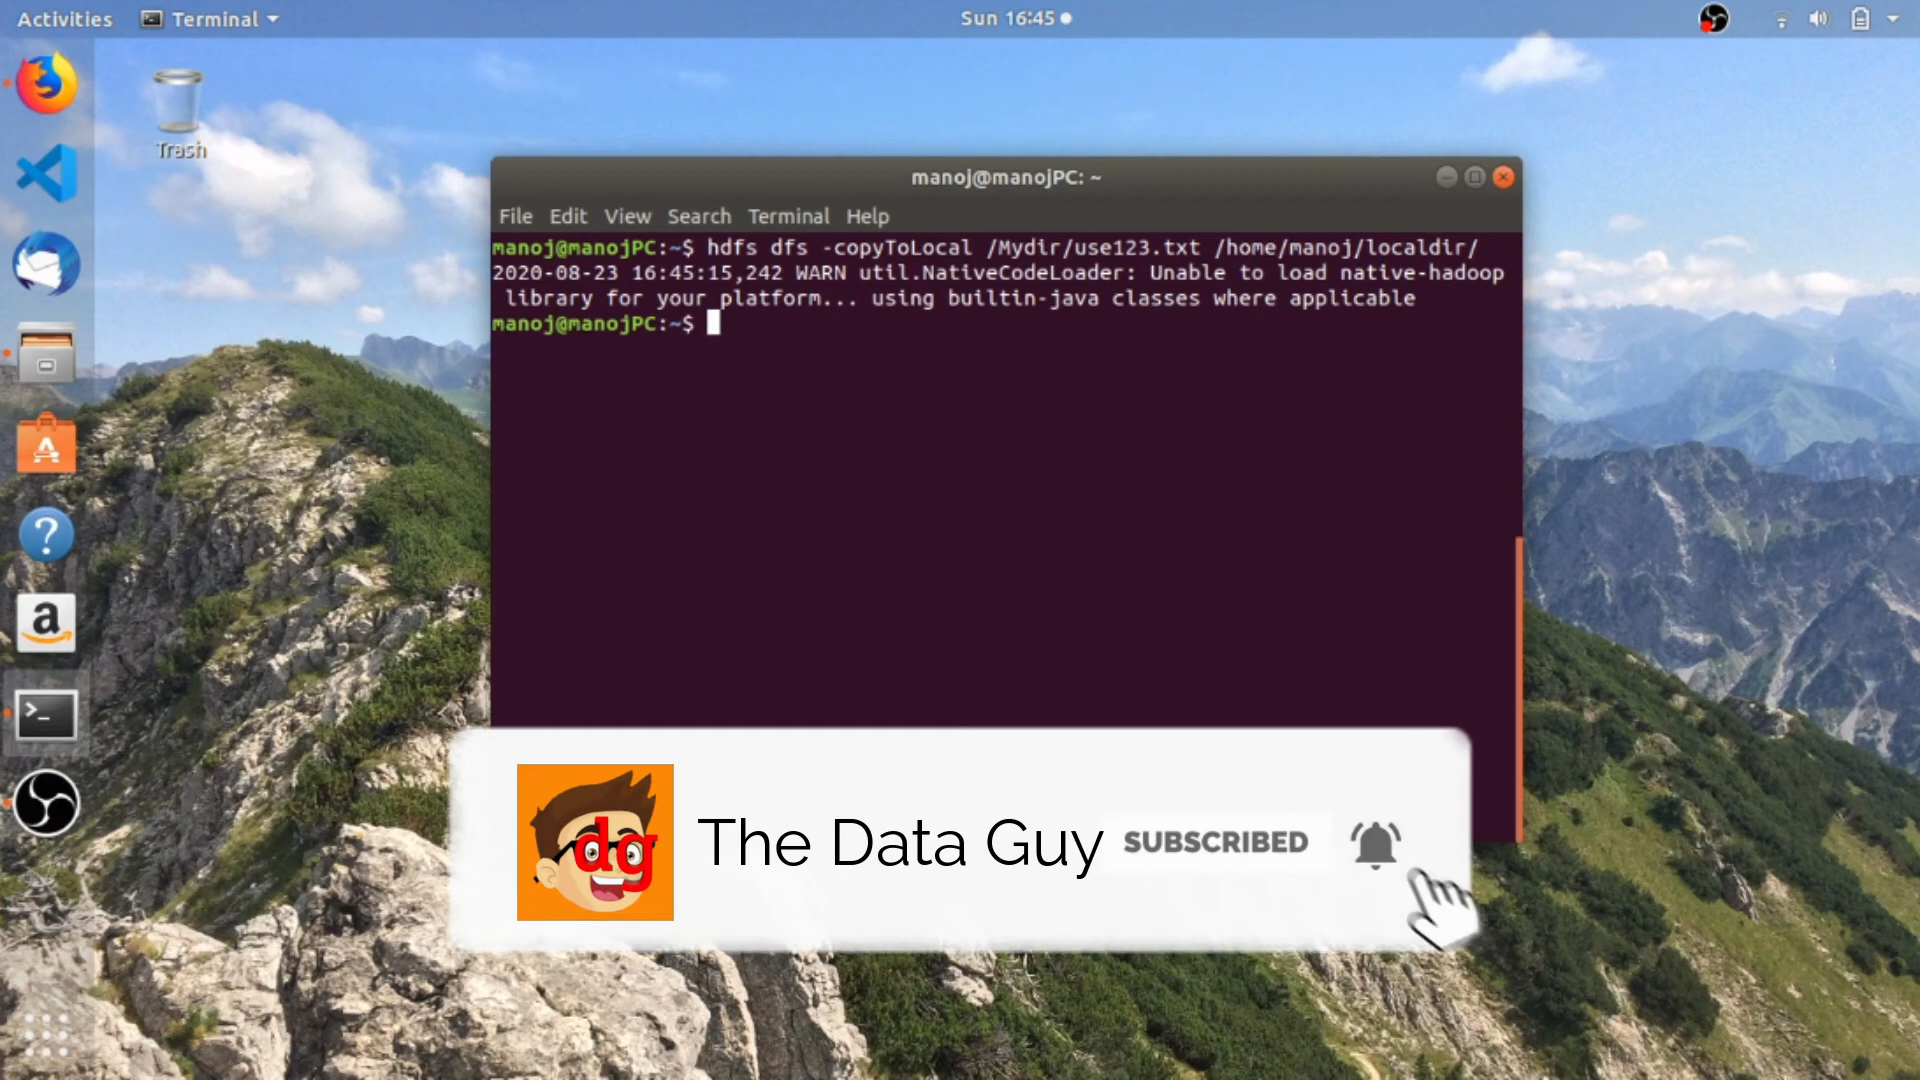 Activities Terminal Sun 16:45
Trash
manoj@manojPC: ~
File Edit View Search Terminal Help
manoj@manojPC:~$ hdfs dfs -copyToLocal /Mydir/use123.txt /home/manoj/localdir/
2020-08-23 16:45:15,242 WARN util.NativeCodeLoader: Unable to load native-hadoop
library for your platform... using builtin-java classes where applicable
manoj@manojPC:~$
dg
The Data Guy SUBSCRIBED